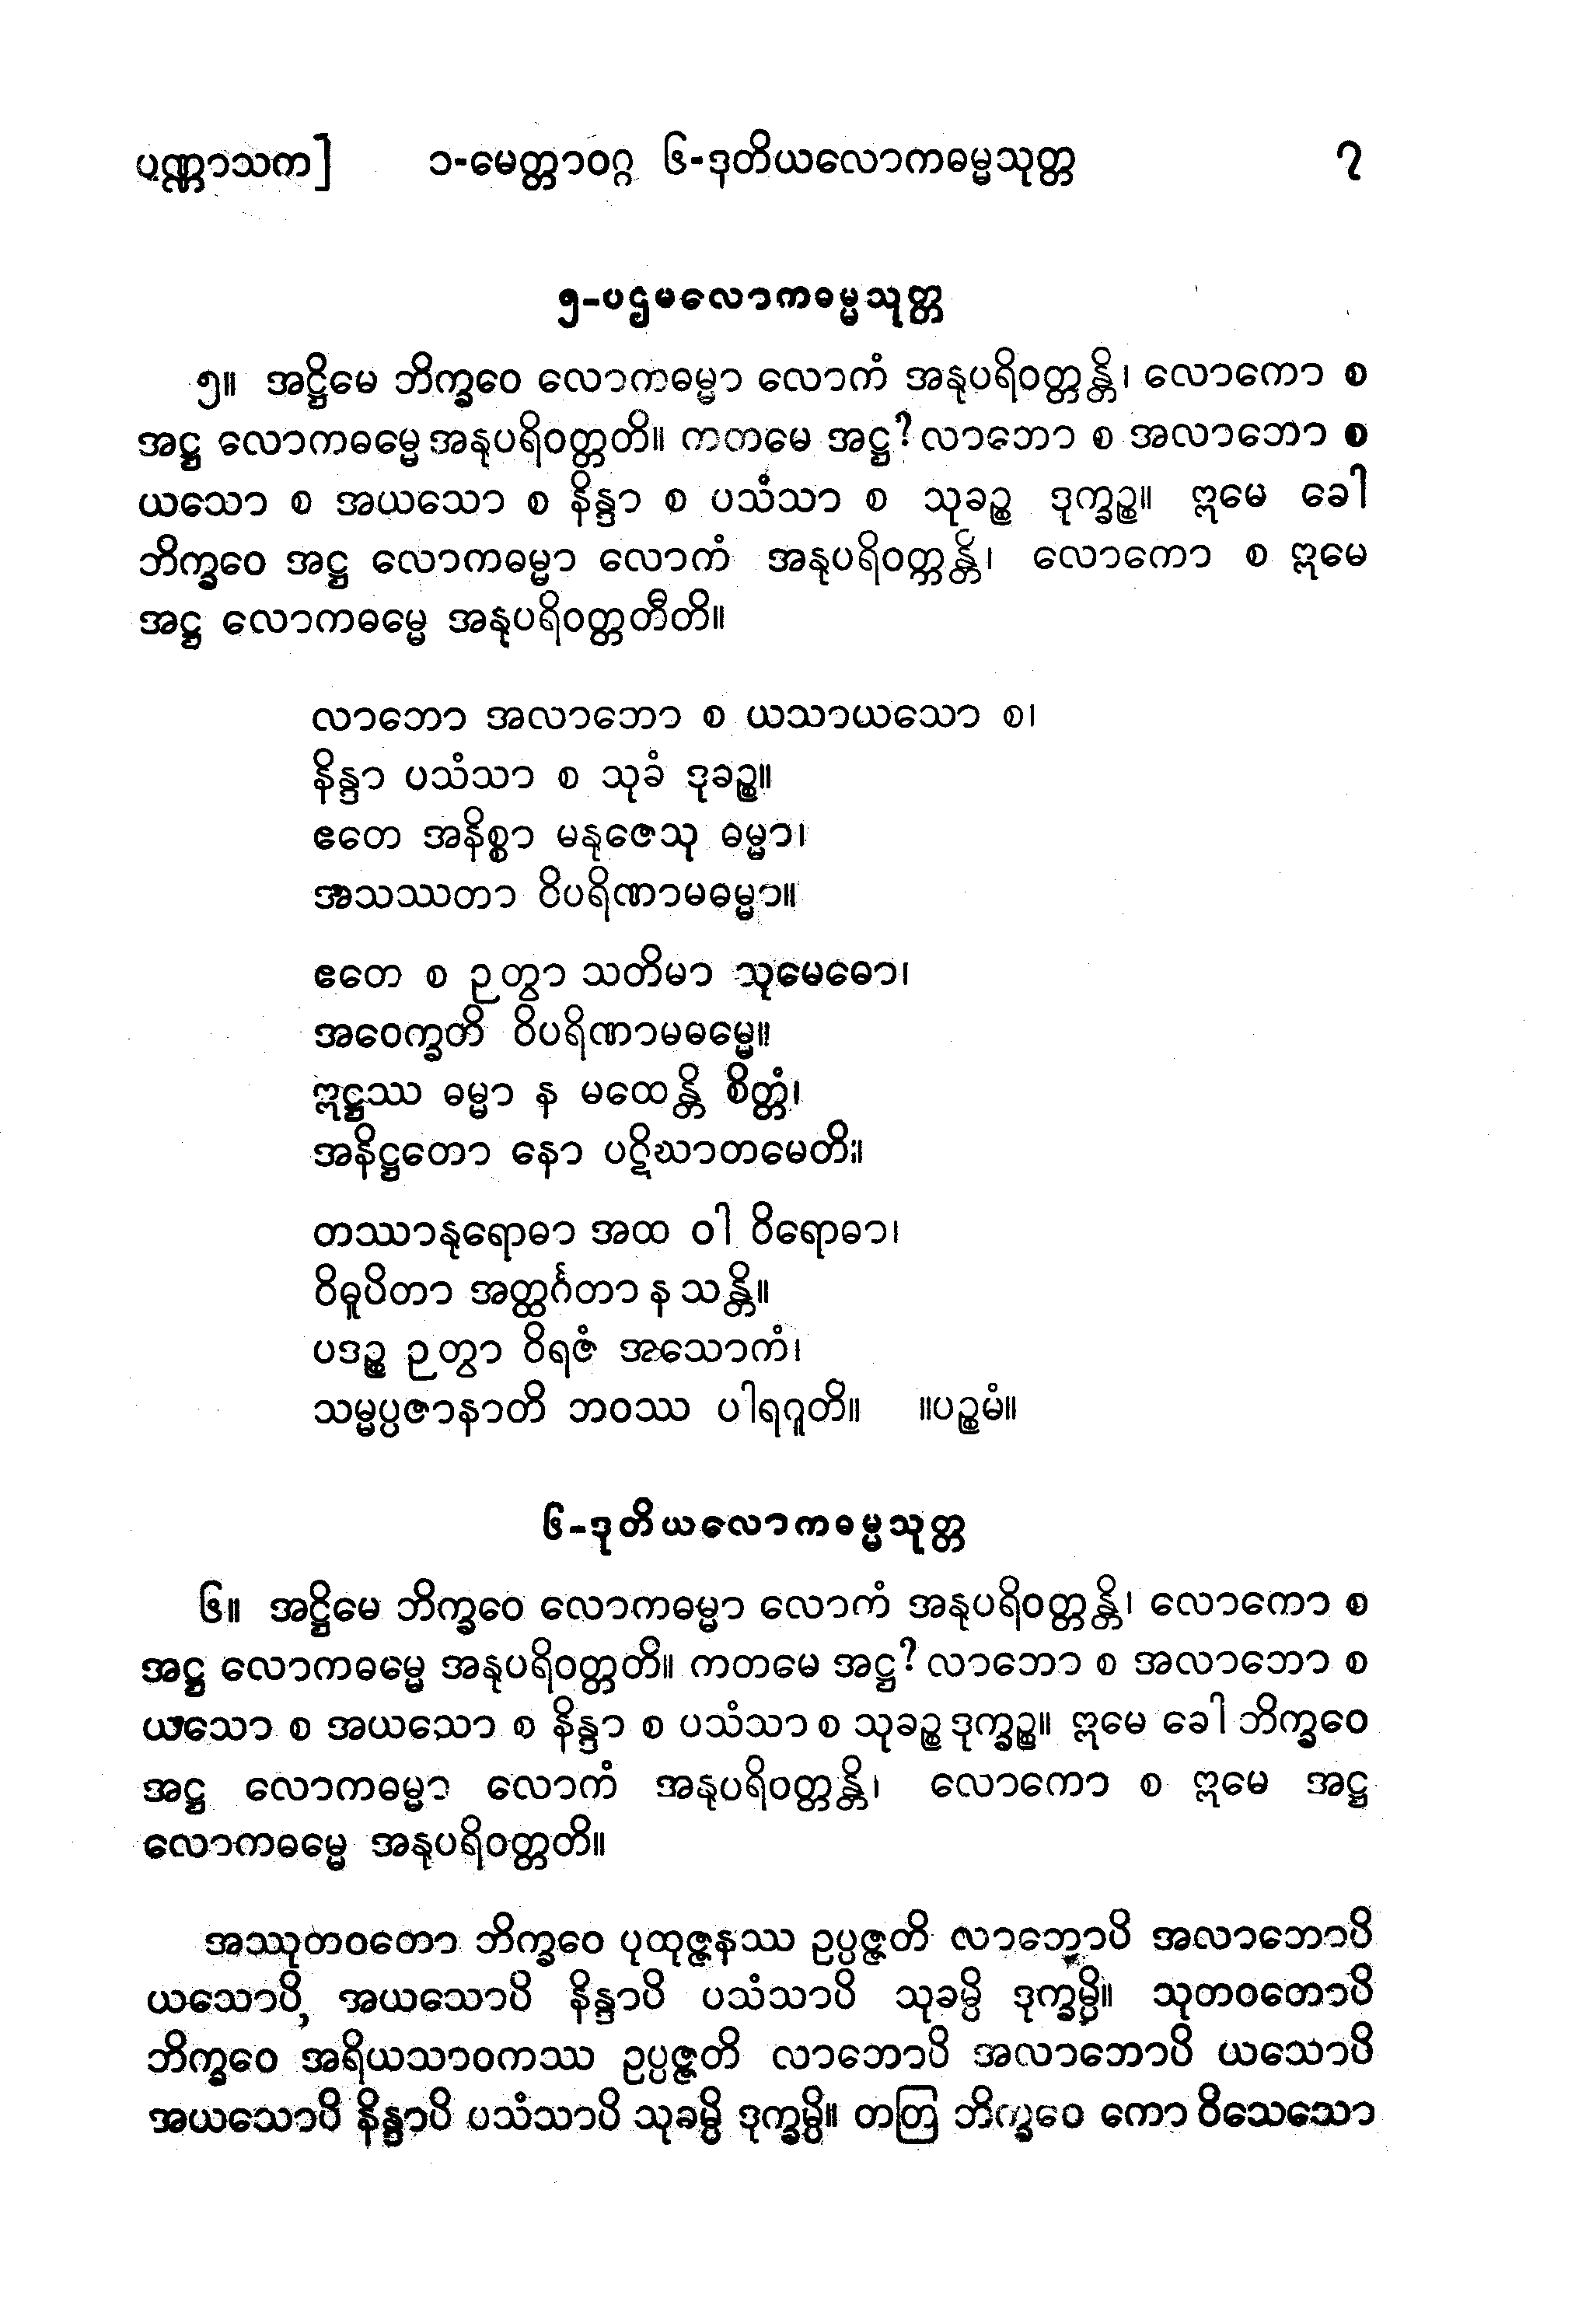 ပဏ္ဏာသက] ၁-မေတ္တာဝဂ္ဂ ၆-ဒုတိယလောကဓမ္မသုတ္တ ၇
၅-ပဌမလောကဓမ္မသုတ္တ
၅။ အဋ္ဌိမေ ဘိက္ခဝေ လောကဓမ္မာ လောကံ အနုပရိဝတ္တန္တိ၊ လောကော စ
အဋ္ဌ လောကဓမ္မေ အနုပရိဝတ္တတိ။ ကတမေ အဋ္ဌ? လာဘော စ အလာဘော စ
ယသော စ အယသော စ နိန္ဒာ စ ပသံသာ စ သုခဉ္စ ဒုက္ခဉ္စ။ ဣမေ ခေါ
ဘိက္ခဝေ အဋ္ဌ လောကဓမ္မာ လောကံ အနုပရိဝတ္တန္တိ၊ လောကော စ ဣမေ
အဋ္ဌ လောကဓမ္မေ အနုပရိဝတ္တတီတိ။
လာဘော အလာဘော စ ယသာယသော စ၊
နိန္ဒာ ပသံသာ စ သုခံ ဒုခဉ္စ။
ဧတေ အနိစ္စာ မနုဇေသု ဓမ္မာ၊
အသဿတာ ဝိပရိဏာမဓမ္မာ။
ဧတေ စ ဉတွာ သတိမာ သုမေဓော၊
အဝေက္ခတိ ဝိပရိဏာမဓမ္မေ။
ဣဋ္ဌဿ ဓမ္မာ န မထေန္တိ စိတ္တံ၊
အနိဋ္ဌတော နော ပဋိဃာတမေတိ။
တဿာနုရောဓာ အထ ဝါ ဝိရောဓာ၊
ဝိဓူပိတာ အတ္ထင်္ဂတာ န သန္တိ။
ပဒဉ္စ ဉတွာ ဝိရဇံ အသောကံ၊
သမ္မပ္ပဇာနာတိ ဘဝဿ ပါရဂူတိ။ ။ပဉ္စမံ။
၆-ဒုတိယလောကဓမ္မသုတ္တ
၆။ အဋ္ဌိမေ ဘိက္ခဝေ လောကဓမ္မာ လောကံ အနုပရိဝတ္တန္တိ၊ လောကော စ
အဋ္ဌ လောကဓမ္မေ အနုပရိဝတ္တတိ။ ကတမေ အဋ္ဌ? လာဘော စ အလာဘော စ
ယသော စ အယသော စ နိန္ဒာ စ ပသံသာ စ သုခဉ္စ ဒုက္ခဉ္စ။ ဣမေ ခေါ ဘိက္ခဝေ
အဋ္ဌ လောကဓမ္မာ လောကံ အနုပရိဝတ္တန္တိ၊ လောကော စ ဣမေ အဋ္ဌ
လောကဓမ္မေ အနုပရိဝတ္တတိ။
အဿုတဝတော ဘိက္ခဝေ ပုထုဇ္ဇနဿ ဥပ္ပဇ္ဇတိ လာဘောပိ အလာဘောပိ
ယသောပိ, အယသောပိ နိန္ဒာပိ ပသံသာပိ သုခမ္ပိ ဒုက္ခမ္ပိ။ သုတဝတောပိ
ဘိက္ခဝေ အရိယသာဝကဿ ဥပ္ပဇ္ဇတိ လာဘောပိ အလာဘောပိ ယသောပိ
အယသောပိ နိန္ဒာပိ ပသံသာပိ သုခမ္ပိ ဒုက္ခမ္ပိ။ တတြ ဘိက္ခဝေ ကော ဝိသေသော